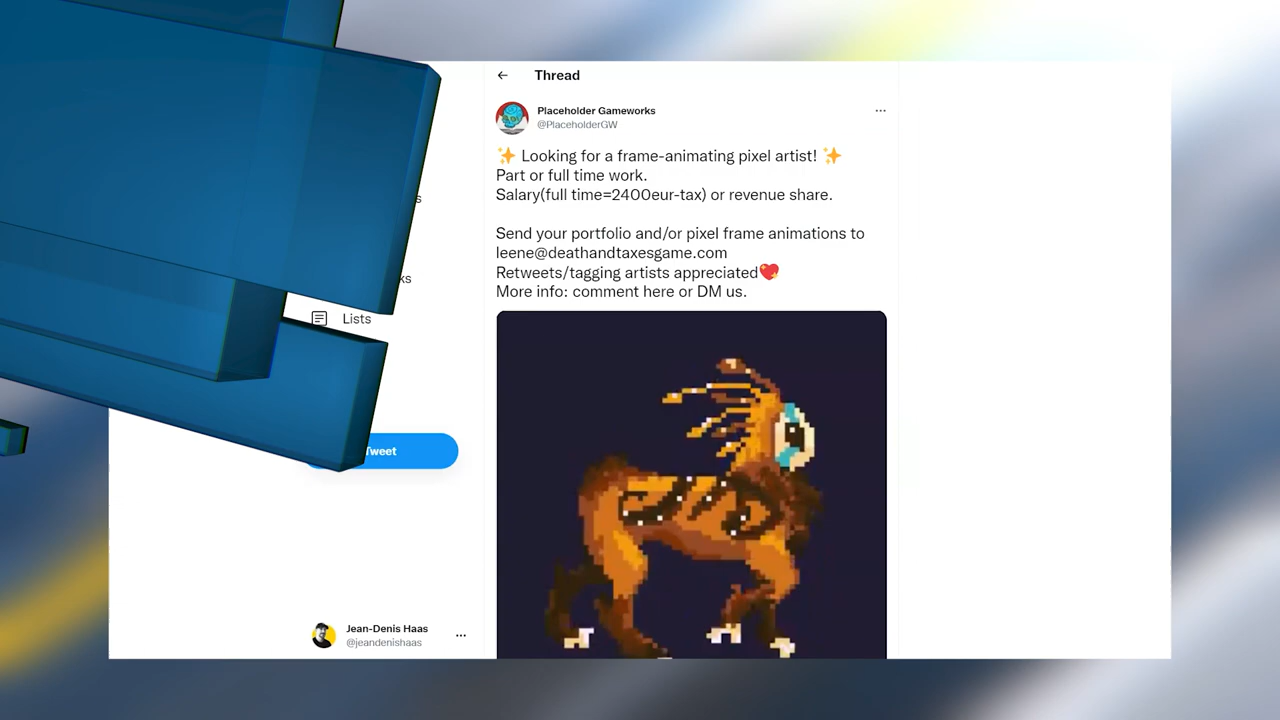 Thread
Placeholder Gameworks
@PlaceholderGW
✨ Looking for a frame-animating pixel artist! ✨
Part or full time work.
Salary(full time=2400eur-tax) or revenue share.
Send your portfolio and/or pixel frame animations to
leene@deathandtaxesgame.com
Retweets/tagging artists appreciated💖
More info: comment here or DM us.
Lists
Tweet
Jean-Denis Haas
@jeandenishaas